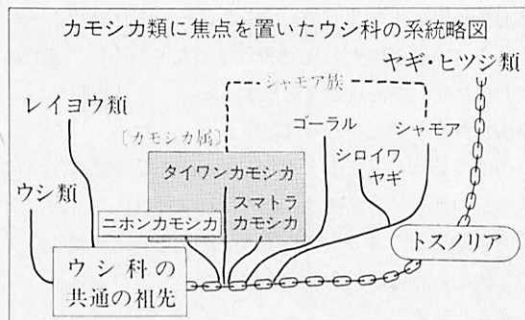 カモシカ類に焦点を置いたウシ科の系統略図
ヤギ・ヒツジ類
シャモア族
レイヨウ類
ゴーラル
シャモア
〔カモシカ属〕
シロイワ
ヤギ
タイワンカモシカ
ウシ類
スマトラ
カモシカ
ニホンカモシカ
トスノリア
ウシ科の
共通の祖先